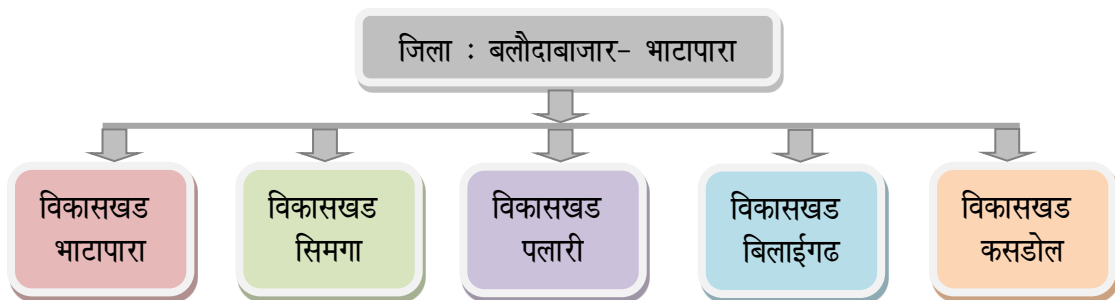 जिला : बलौदाबाजार- भाटापारा
विकासखड
भाटापारा
विकासखड
सिमगा
विकासखड
पलारी
विकासखड
बिलाईगढ
विकासखड
कसडोल